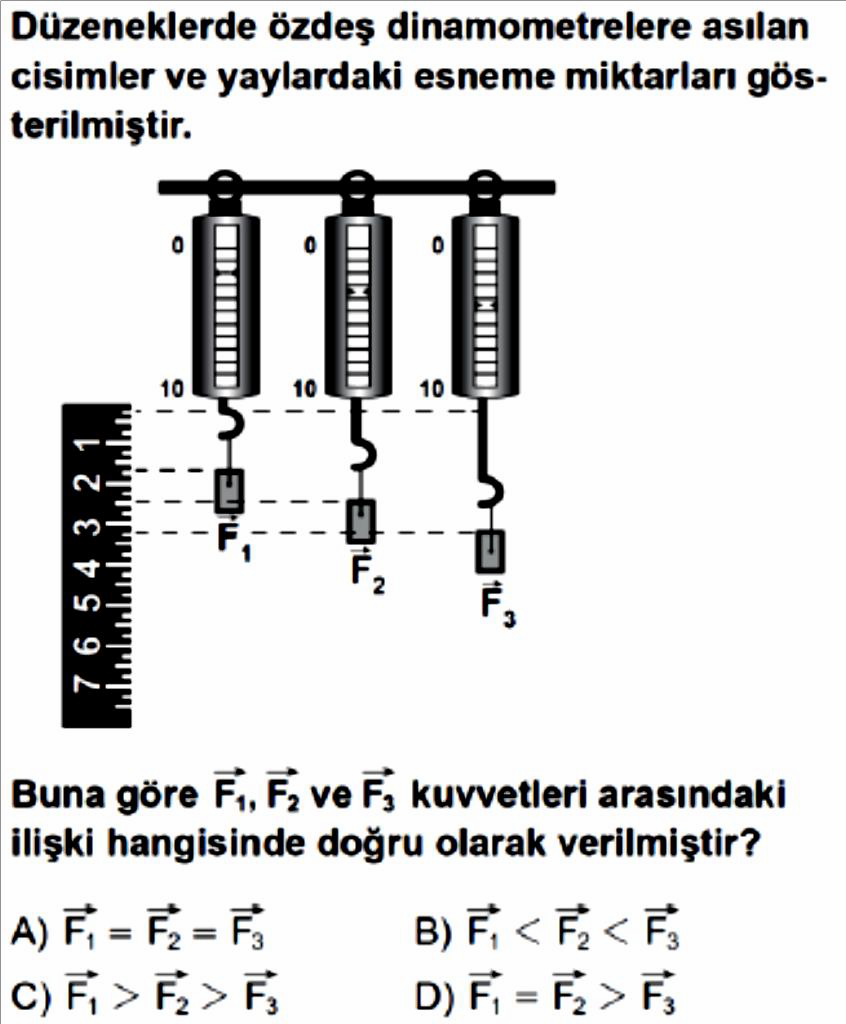 Düzeneklerde özdeş dinamometrelere asılan
cisimler ve yaylardaki esneme miktarları gös-
terilmiştir.
0 0 0
10 10 10
1
2
3
4
5
6
7
F₁
F₂
F₃
Buna göre F₁, F₂ ve F₃ kuvvetleri arasındaki
ilişki hangisinde doğru olarak verilmiştir?
A) F₁ = F₂ = F₃ B) F₁ < F₂ < F₃
C) F₁ > F₂ > F₃ D) F₁ = F₂ > F₃